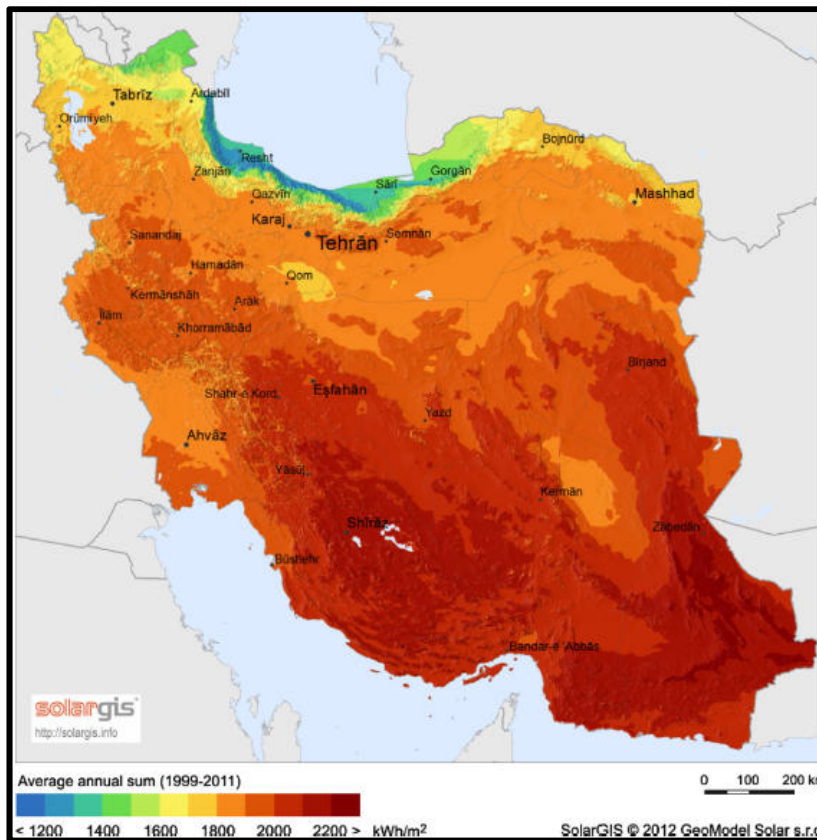 Tabrīz
Ardabīl
Orūmīyeh
Resht
Zanjān
Qazvīn
Sārī
Gorgān
Bojnūrd
Mashhad
Karaj
Tehrān
Semnān
Sanandaj
Hamadān
Qom
Kermānshāh
Arāk
Īlām
Khorramābād
Bīrjand
Shahr-e Kord
Eşfahān
Yazd
Ahvāz
Yāsūj
Kermān
Shīrāz
Zāhedān
Būshehr
Bandar-e 'Abbās
solargis
http://solargis.info
Average annual sum (1999-2011)
0 100 200 km
< 1200 1400 1600 1800 2000 2200 > kWh/m²
SolarGIS © 2012 GeoModel Solar s.r.o